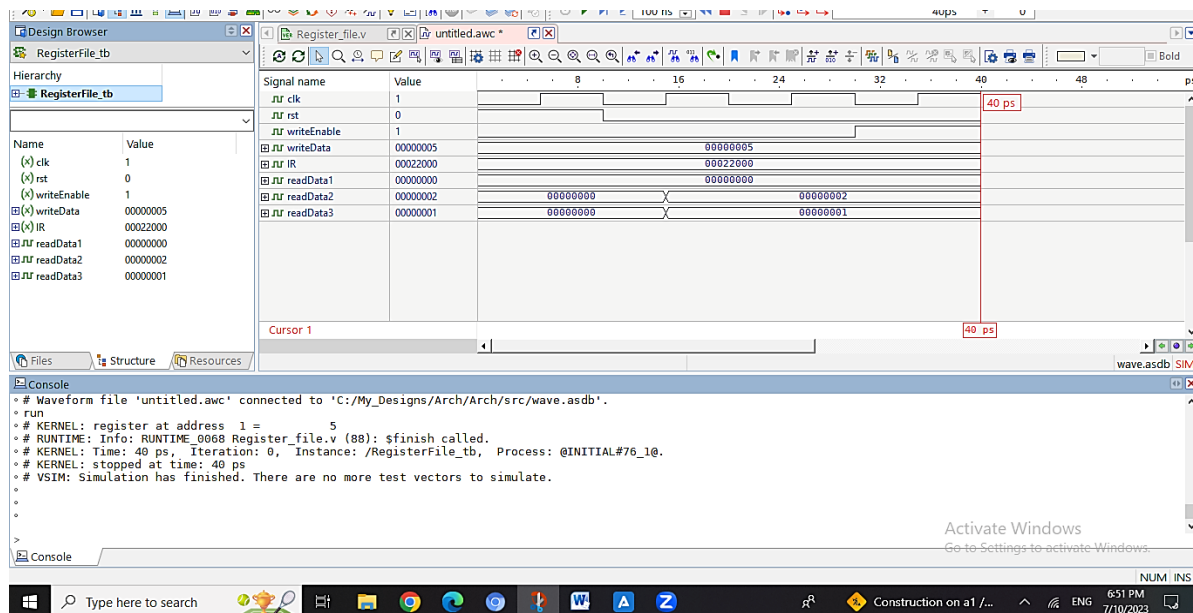 100 ns
40ps
Design Browser
RegisterFile_tb
Hierarchy
RegisterFile_tb
Name Value
clk 1
rst 0
writeEnable 1
writeData 00000005
IR 00022000
readData1 00000000
readData2 00000002
readData3 00000001
Files Structure Resources
Register_file.v untitled.awc *
Bold
Signal name Value 8 16 24 32 40 48 ps
clk 1 40 ps
rst 0
writeEnable 1
writeData 00000005 00000005
IR 00022000 00022000
readData1 00000000 00000000
readData2 00000002 00000000 00000002
readData3 00000001 00000000 00000001
Cursor 1 40 ps
wave.asdb SIM
Console
# Waveform file 'untitled.awc' connected to 'C:/My_Designs/Arch/Arch/src/wave.asdb'.
run
# KERNEL: register at address 1 = 5
# RUNTIME: Info: RUNTIME_0068 Register_file.v (88): $finish called.
# KERNEL: Time: 40 ps, Iteration: 0, Instance: /RegisterFile_tb, Process: @INITIAL#76_1@.
# KERNEL: stopped at time: 40 ps
# VSIM: Simulation has finished. There are no more test vectors to simulate.
>
Console
Activate Windows
Go to Settings to activate Windows.
NUM INS
Type here to search
Construction on a1 /... ENG 6:51 PM
7/10/2023